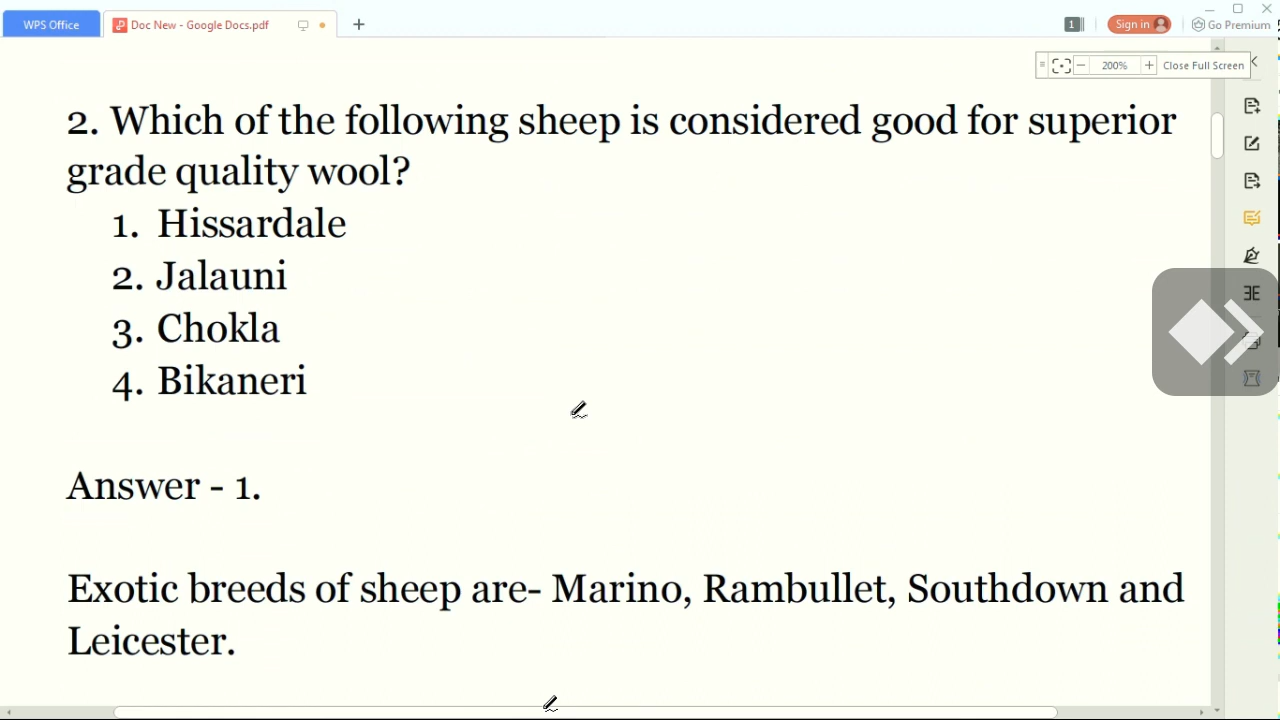 WPS Office
Doc New - Google Docs.pdf
1
Sign in
Go Premium
200%
Close Full Screen
2. Which of the following sheep is considered good for superior
grade quality wool?
1. Hissardale
2. Jalauni
3. Chokla
4. Bikaneri
Answer - 1.
Exotic breeds of sheep are- Marino, Rambullet, Southdown and
Leicester.